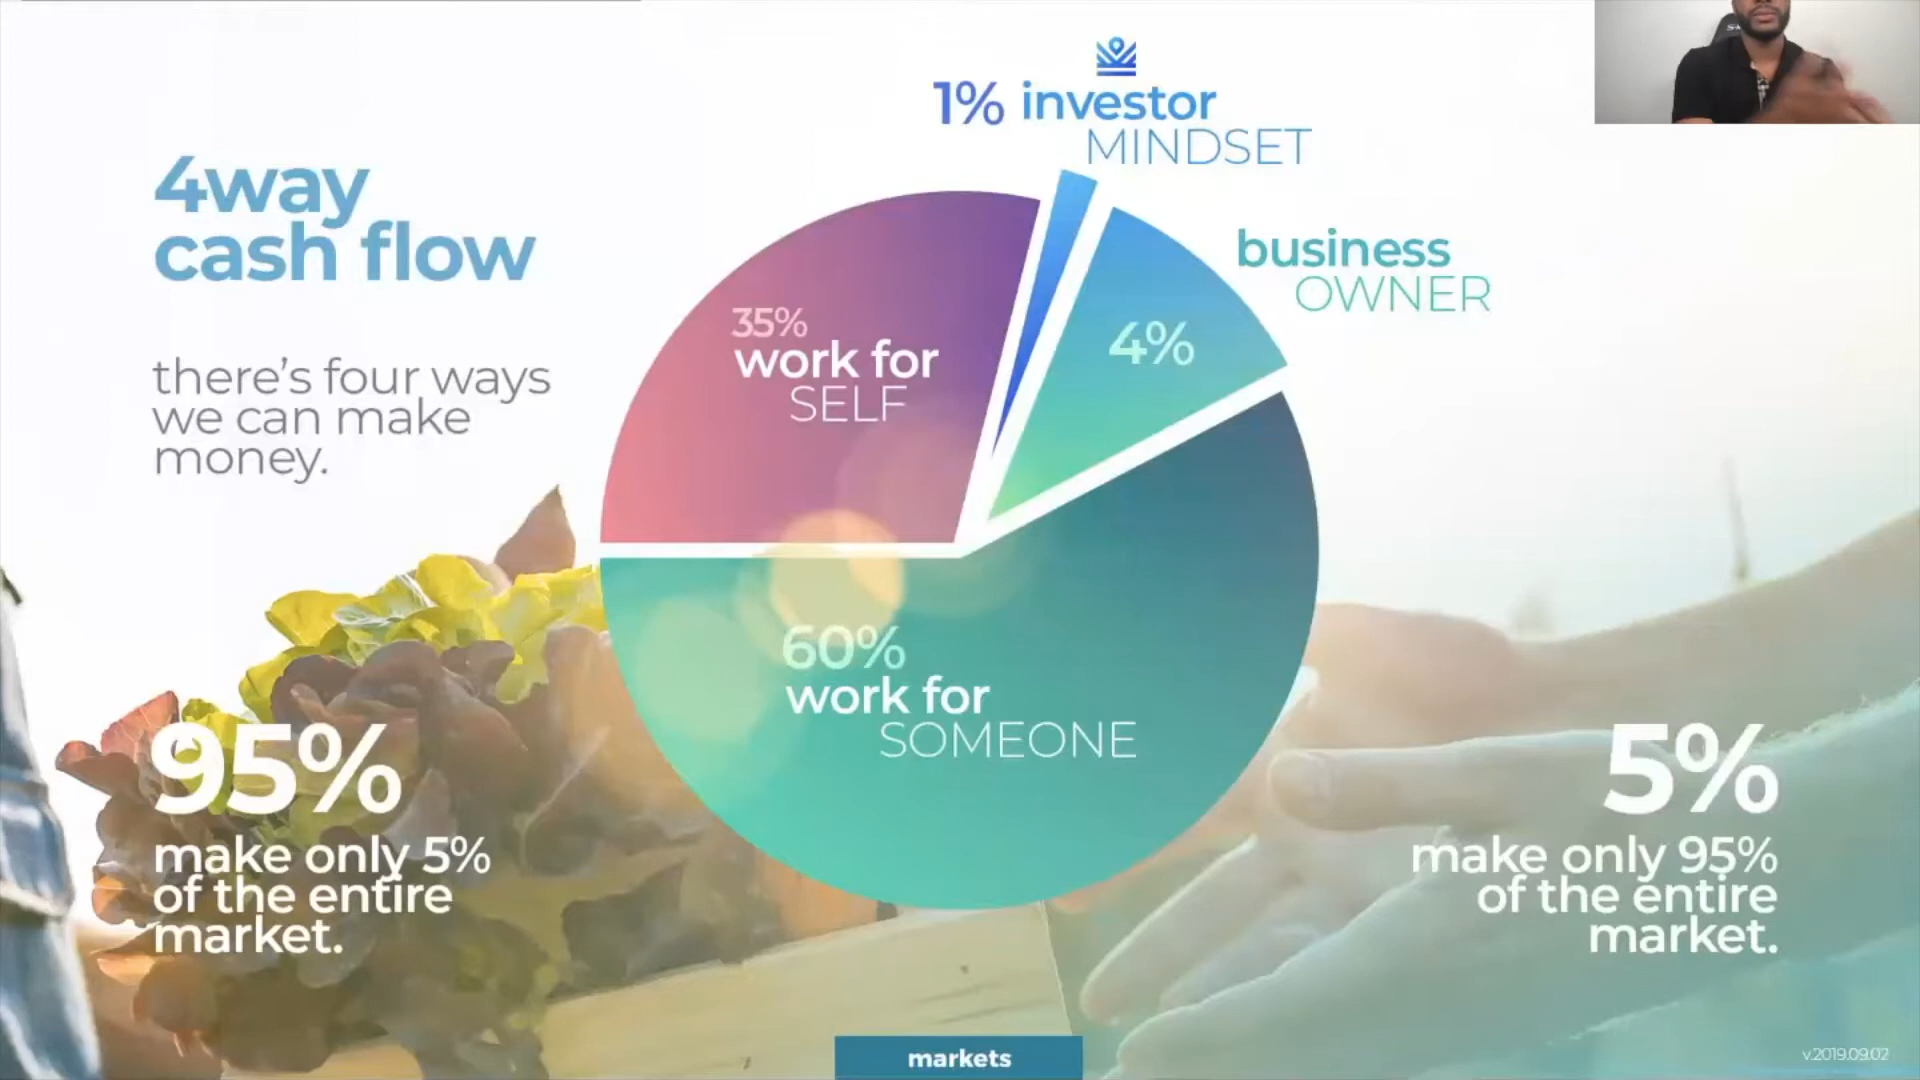 4way
cash flow
there's four ways
we can make
money.
1% investor
MINDSET
business
OWNER
4%
35%
work for
SELF
60%
work for
SOMEONE
95%
make only 5%
of the entire
market.
5%
make only 95%
of the entire
market.
markets
v.2019.09.02